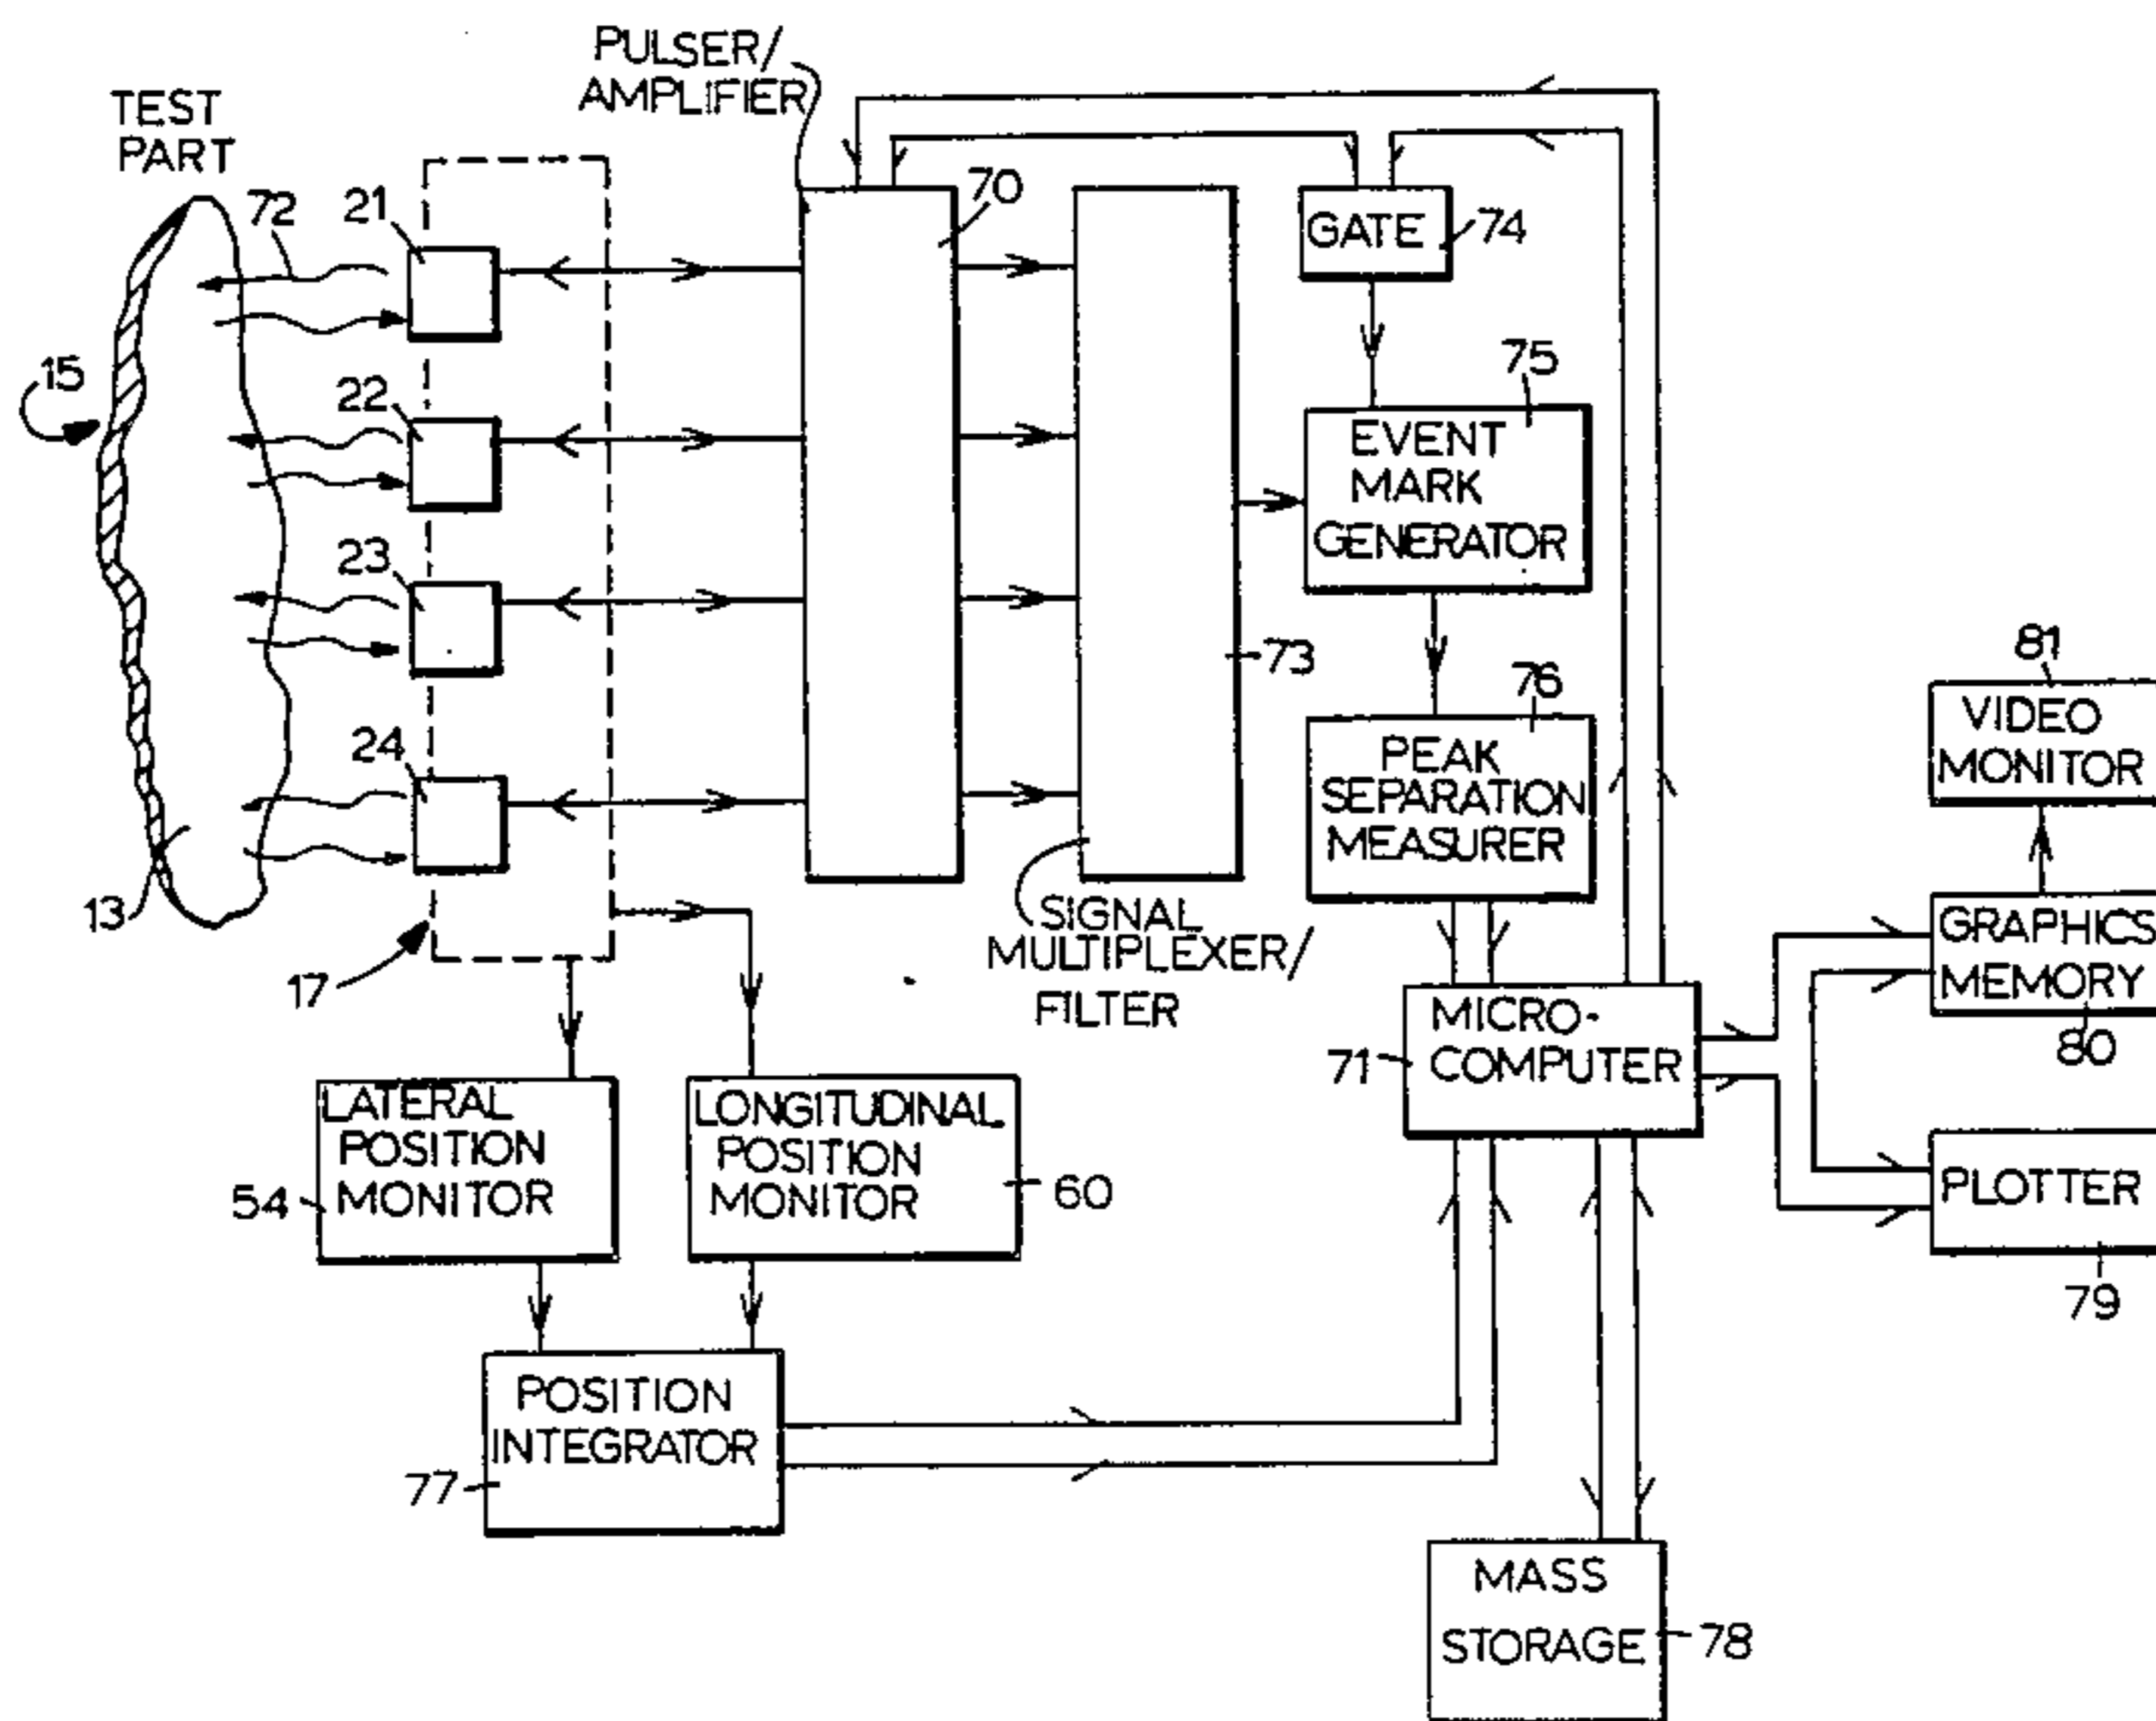 PULSER/
AMPLIFIER
TEST
PART
72
21
70
GATE
74
15
22
75
EVENT
MARK
GENERATOR
23
73
76
81
VIDEO
MONITOR
24
PEAK
SEPARATION
MEASURER
13
17
SIGNAL
MULTIPLEXER/
FILTER
GRAPHICS
MEMORY
80
71
MICRO-
COMPUTER
LATERAL
POSITION
MONITOR
54
LONGITUDINAL
POSITION
MONITOR
60
PLOTTER
79
POSITION
INTEGRATOR
77
MASS
STORAGE
78